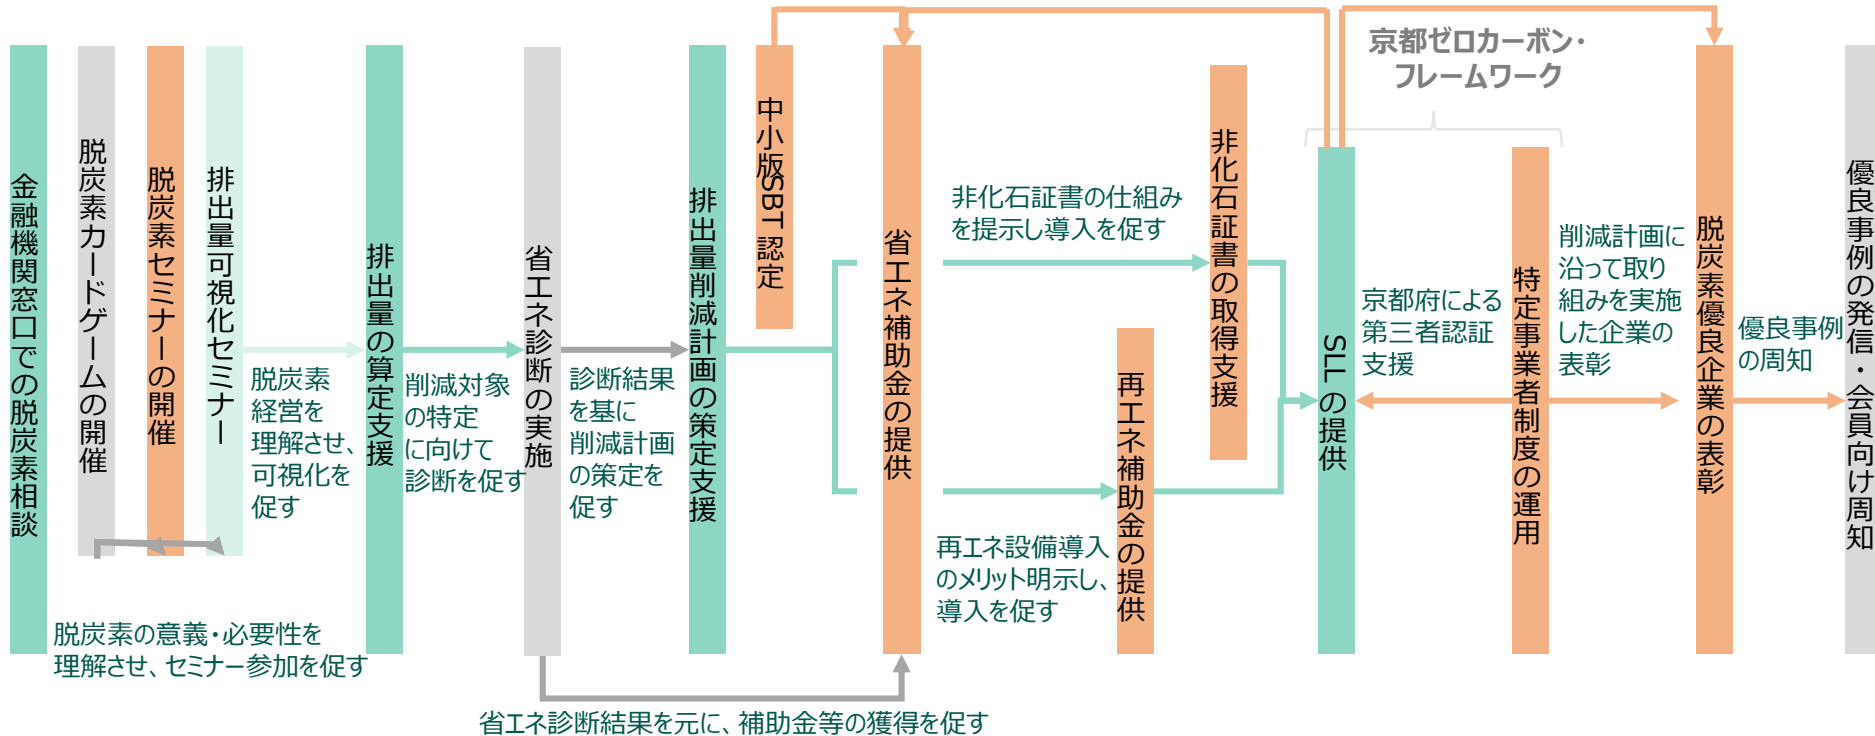 京都ゼロカーボン・
フレームワーク
金融機関窓口での脱炭素相談
脱炭素カードゲームの開催
脱炭素セミナーの開催
排出量可視化セミナー
脱炭素の意義・必要性を
理解させ、セミナー参加を促す
脱炭素
経営を
理解させ、
可視化を
促す
排出量の算定支援
削減対象
の特定
に向けて
診断を促す
省エネ診断の実施
診断結果
を基に
削減計画
の策定を
促す
省エネ診断結果を元に、補助金等の獲得を促す
排出量削減計画の策定支援
中小版SBT認定
省エネ補助金の提供
非化石証書の仕組み
を提示し導入を促す
再エネ設備導入
のメリット明示し、
導入を促す
再エネ補助金の提供
非化石証書の取得支援
SLLの提供
京都府による
第三者認証
支援
特定事業者制度の運用
削減計画に
沿って取り
組みを実施
した企業の
表彰
脱炭素優良企業の表彰
優良事例
の周知
優良事例の発信・会員向け周知